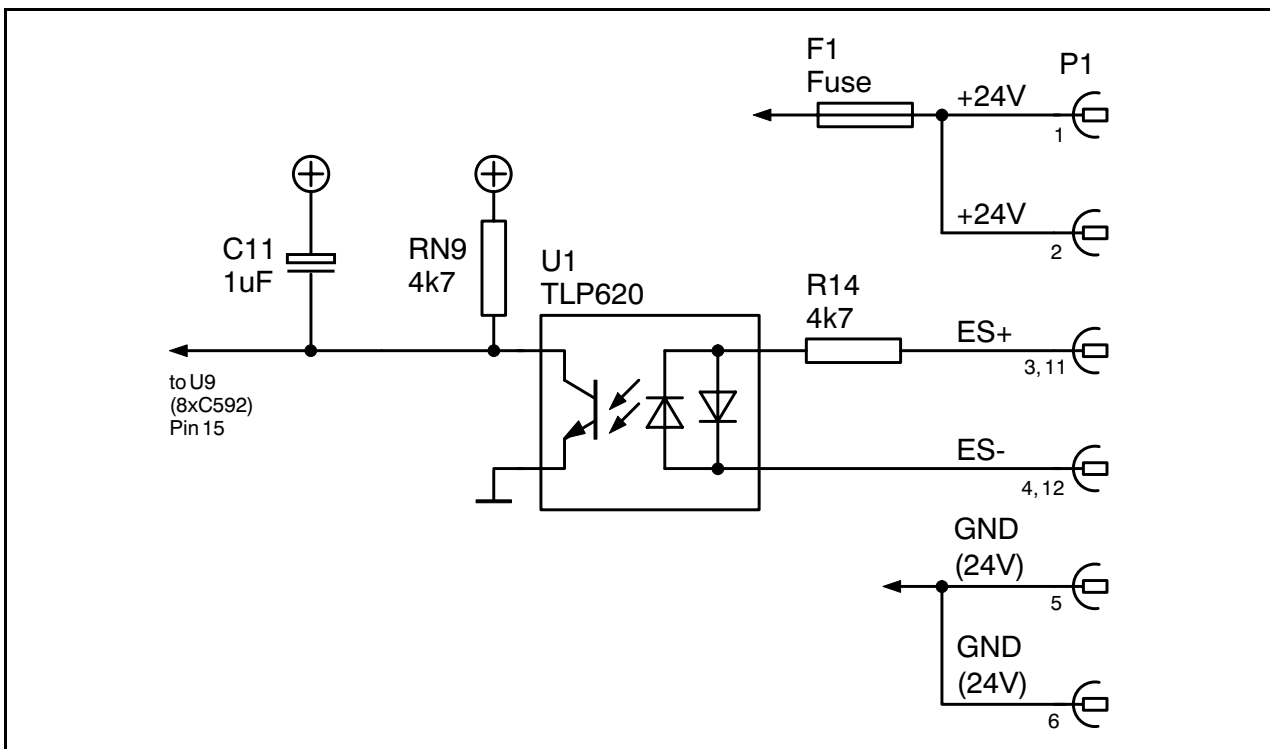 F1
Fuse
P1
+24V
1
+24V
2
C11
1uF
RN9
4k7
U1
TLP620
R14
4k7
ES+
3, 11
to U9
(8xC592)
Pin 15
ES-
4, 12
GND
(24V)
5
GND
(24V)
6